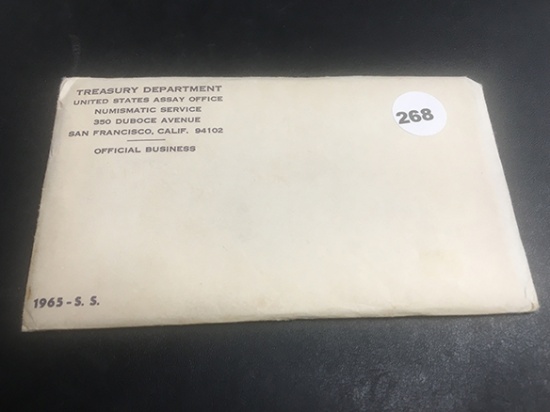 TREASURY DEPARTMENT
UNITED STATES ASSAY OFFICE
NUMISMATIC SERVICE
350 DUBOCE AVENUE
SAN FRANCISCO, CALIF. 94102
OFFICIAL BUSINESS
268
1965 - S. S.